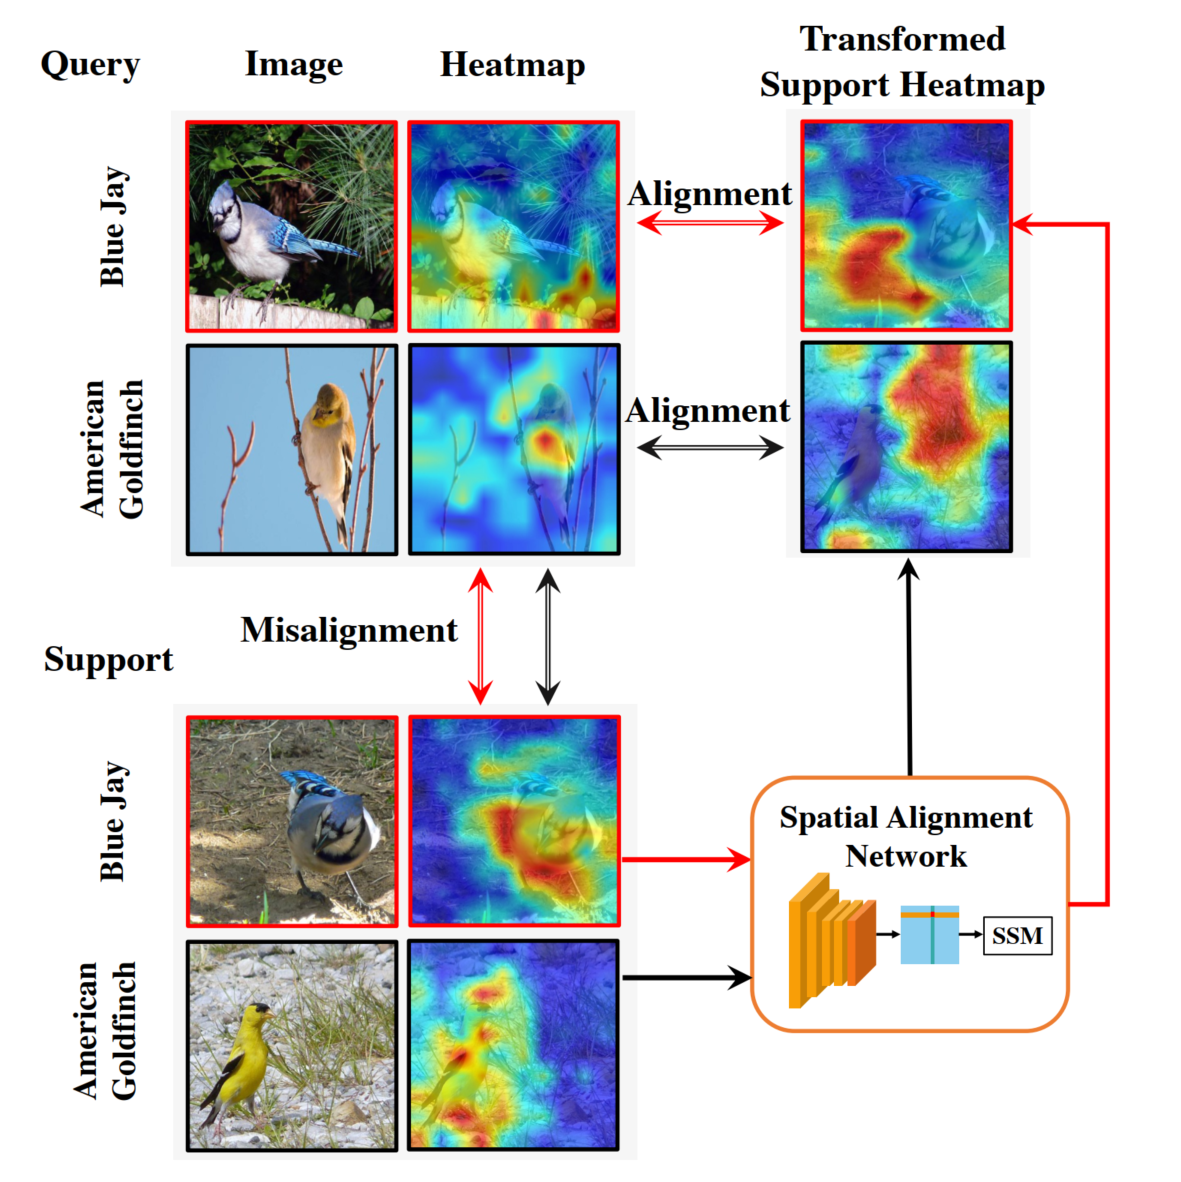 Query
Image
Heatmap
Transformed
Support Heatmap
Blue Jay
Alignment
American
Goldfinch
Alignment
Misalignment
Support
Blue Jay
Spatial Alignment
Network
SSM
American
Goldfinch